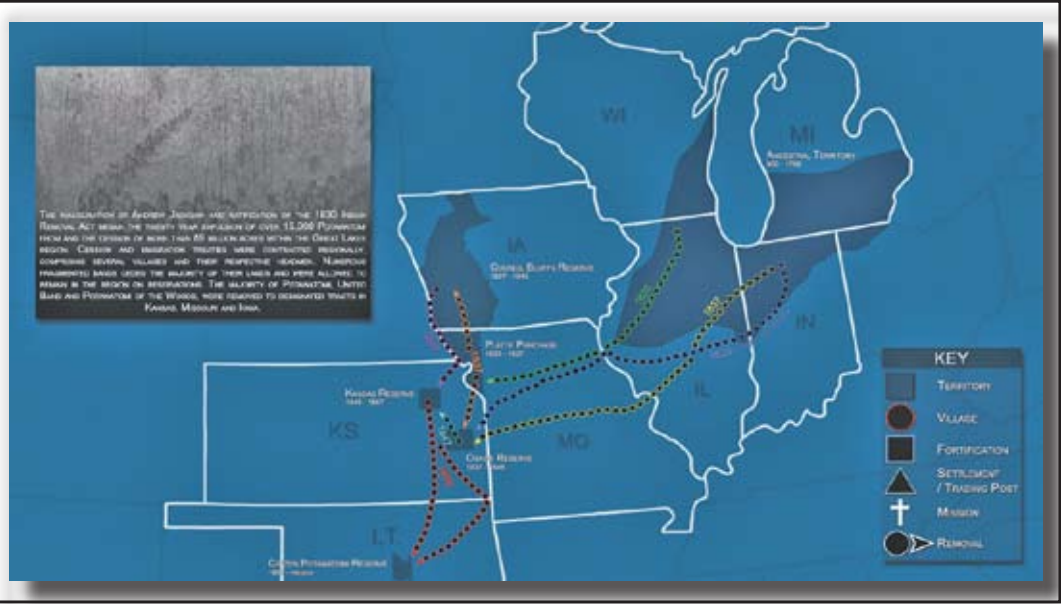 WI
MI
ANCESTRAL TERRITORY
THE INAUGURATION OF ANDREW JACKSON AND RATIFICATION OF THE 1830 INDIAN
REMOVAL ACT BEGAN THE TWENTY YEAR EXPULSION OF OVER 15,000 POTAWATOMI
FROM AND THE CESSION OF MORE THAN 85 MILLION ACRES WITHIN THE GREAT LAKES
REGION. CESSION AND EMIGRATION TREATIES WERE CONTRACTED REGIONALLY,
COMPRISING SEVERAL VILLAGES AND THEIR RESPECTIVE HEADMEN. NUMEROUS
FRAGMENTED BANDS CEDED THE MAJORITY OF THEIR LANDS AND WERE ALLOWED TO
REMAIN IN THE REGION ON RESERVATIONS. THE MAJORITY OF POTAWATOMI, UNITED
BAND AND POTAWATOMI OF THE WOODS, WERE REMOVED TO DESIGNATED TRACTS IN
KANSAS, MISSOURI AND IOWA.
IA
COUNCIL BLUFFS RESERVE
IN
PLATTE PURCHASE
KANSAS RESERVE
IL
KS
MO
OSAGE RESERVE
I.T.
CITIZEN POTAWATOMI RESERVE
KEY
TERRITORY
VILLAGE
FORTIFICATION
SETTLEMENT
/ TRADING POST
MISSION
REMOVAL